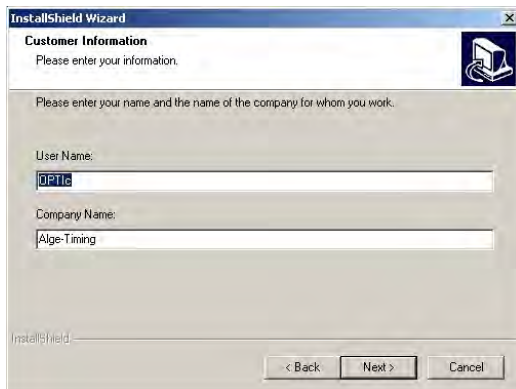 InstallShield Wizard
Customer Information
Please enter your information.
Please enter your name and the name of the company for whom you work.
User Name:
OPTIc
Company Name:
Alge-Timing
InstallShield
< Back Next > Cancel